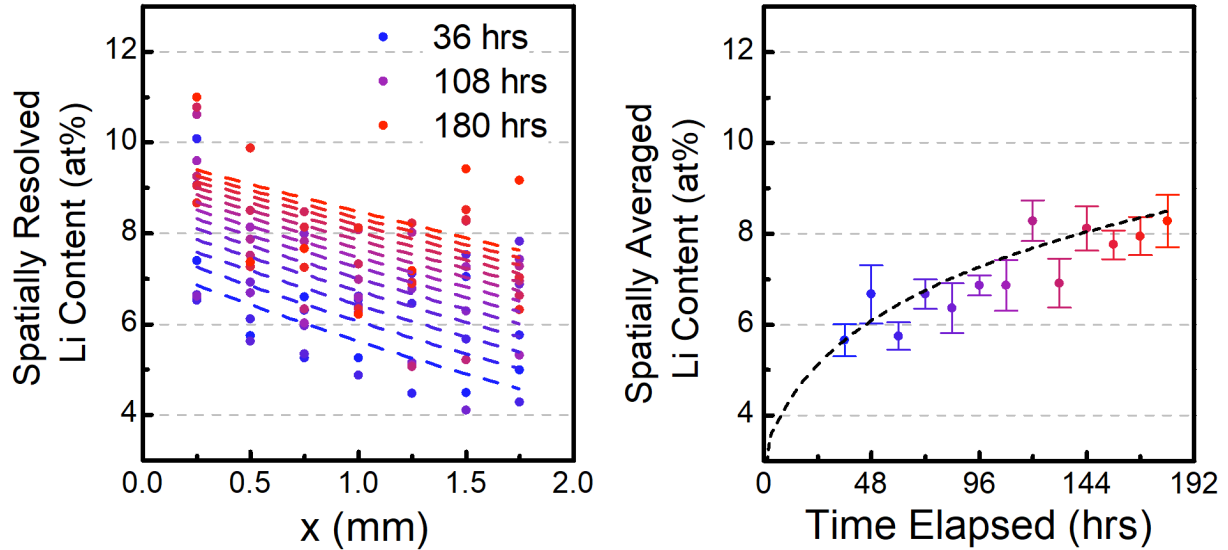 Spatially Resolved
Li Content (at%)
12
10
8
6
4
36 hrs
108 hrs
180 hrs
0.0
0.5
1.0
1.5
2.0
x (mm)
Spatially Averaged
Li Content (at%)
12
10
8
6
4
0
48
96
144
192
Time Elapsed (hrs)